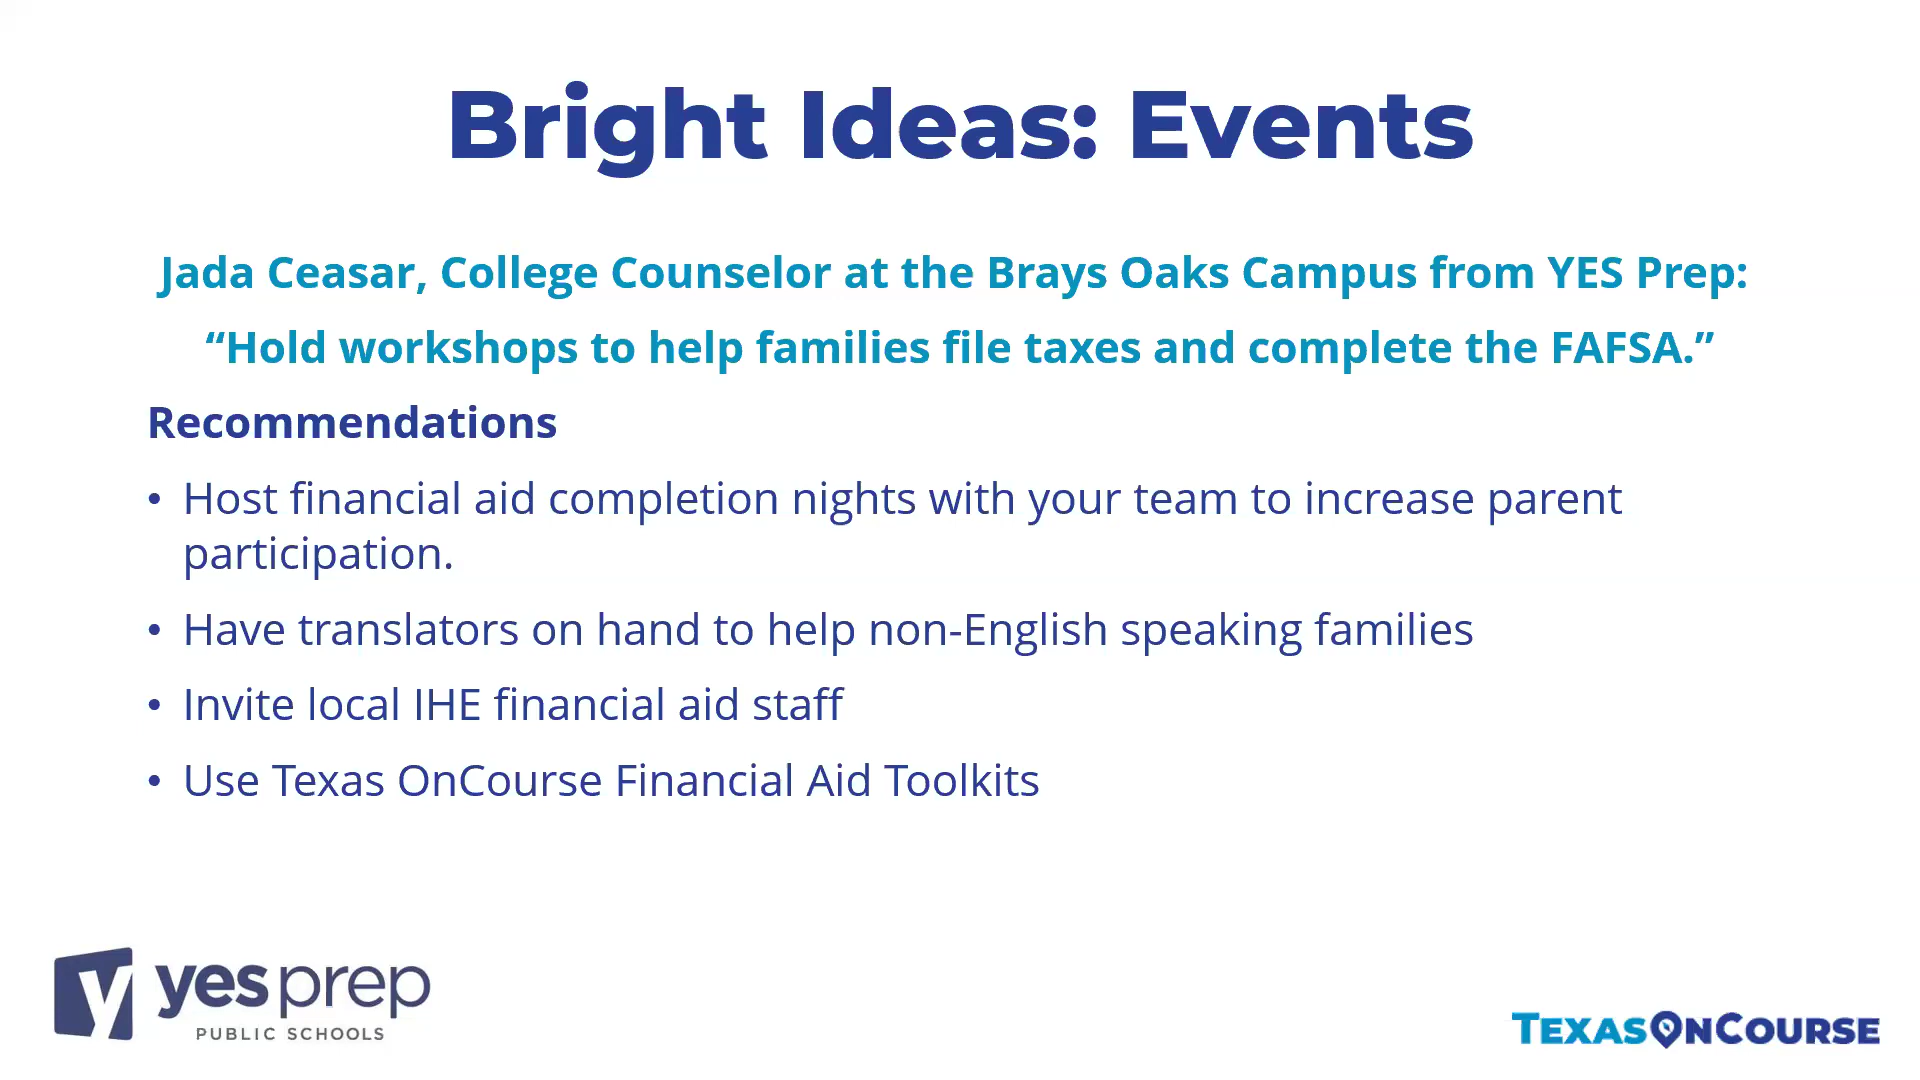 Bright Ideas: Events
Jada Ceasar, College Counselor at the Brays Oaks Campus from YES Prep:
“Hold workshops to help families file taxes and complete the FAFSA.”
Recommendations
• Host financial aid completion nights with your team to increase parent
participation.
• Have translators on hand to help non-English speaking families
• Invite local IHE financial aid staff
• Use Texas OnCourse Financial Aid Toolkits
y yes prep
PUBLIC SCHOOLS
TEXASONCOURSE